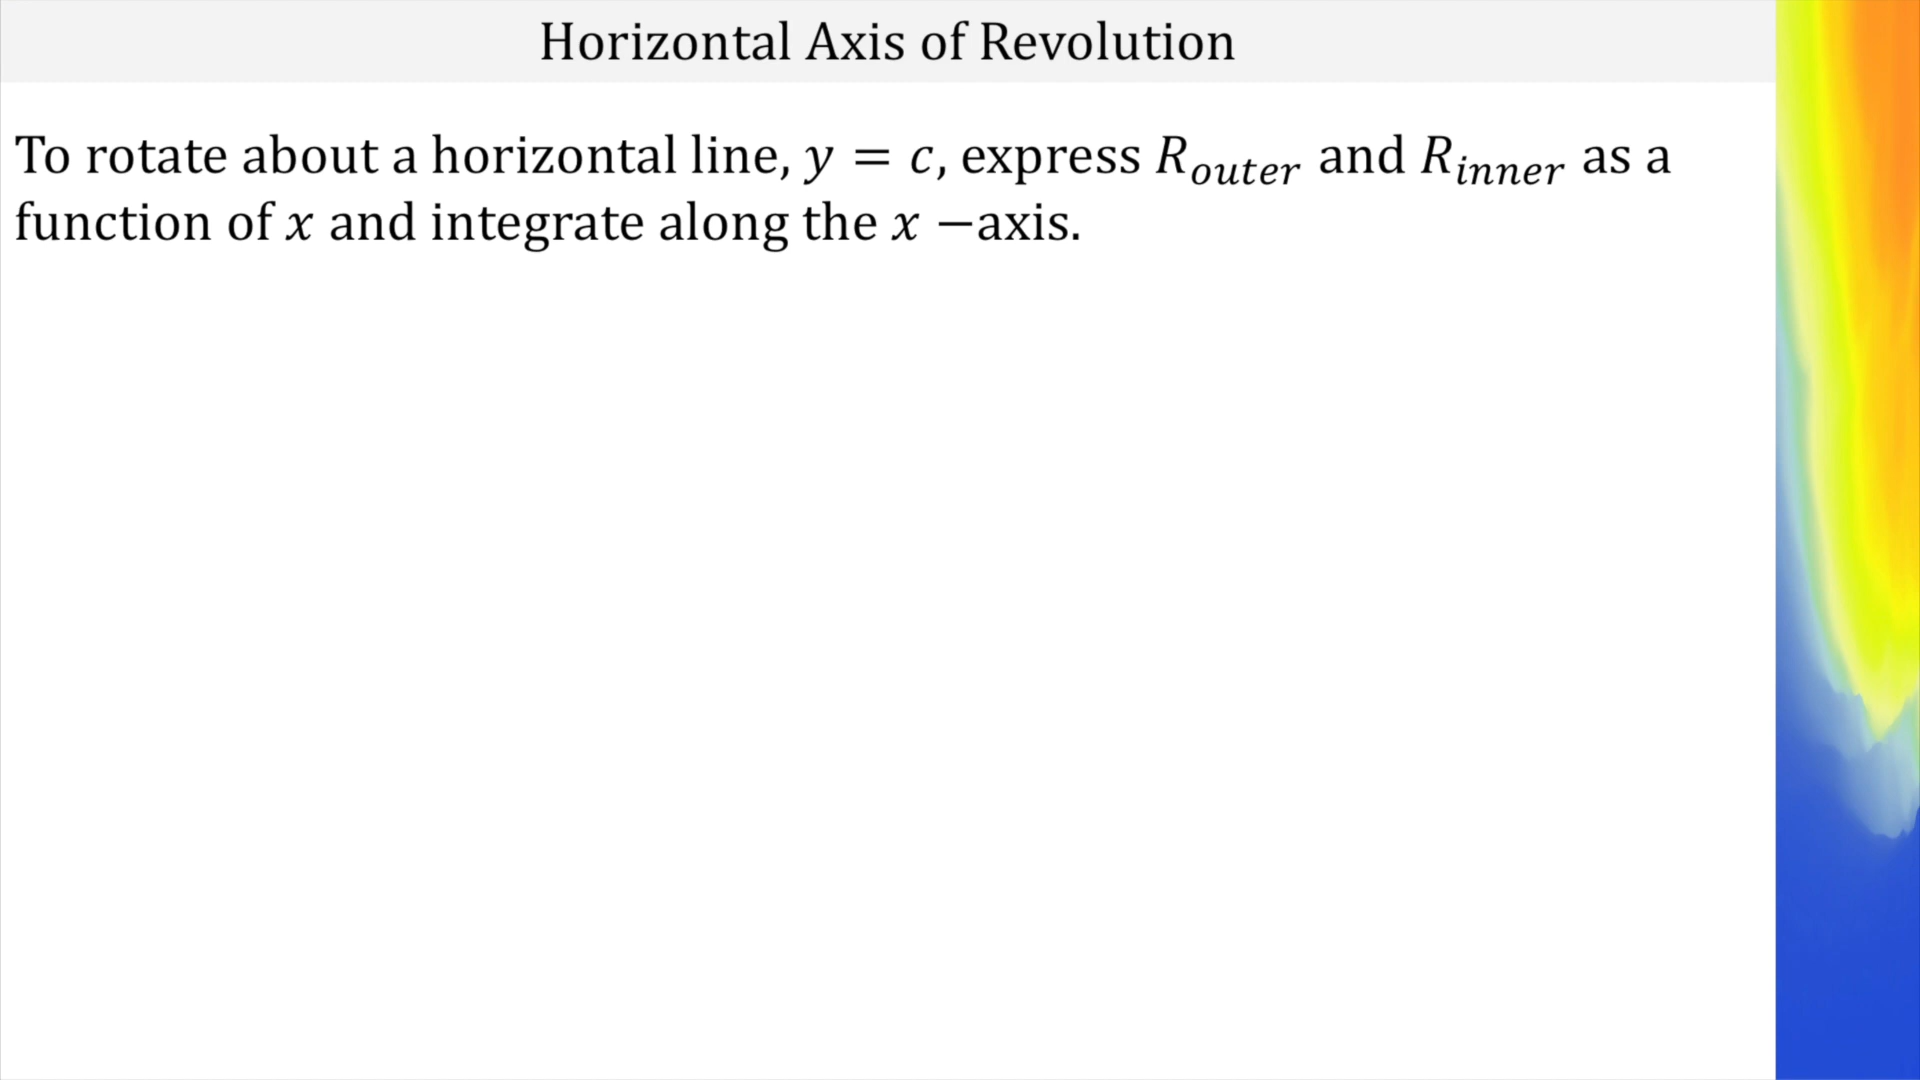 Horizontal Axis of Revolution
To rotate about a horizontal line, y = c, express R_outer and R_inner as a
function of x and integrate along the x −axis.